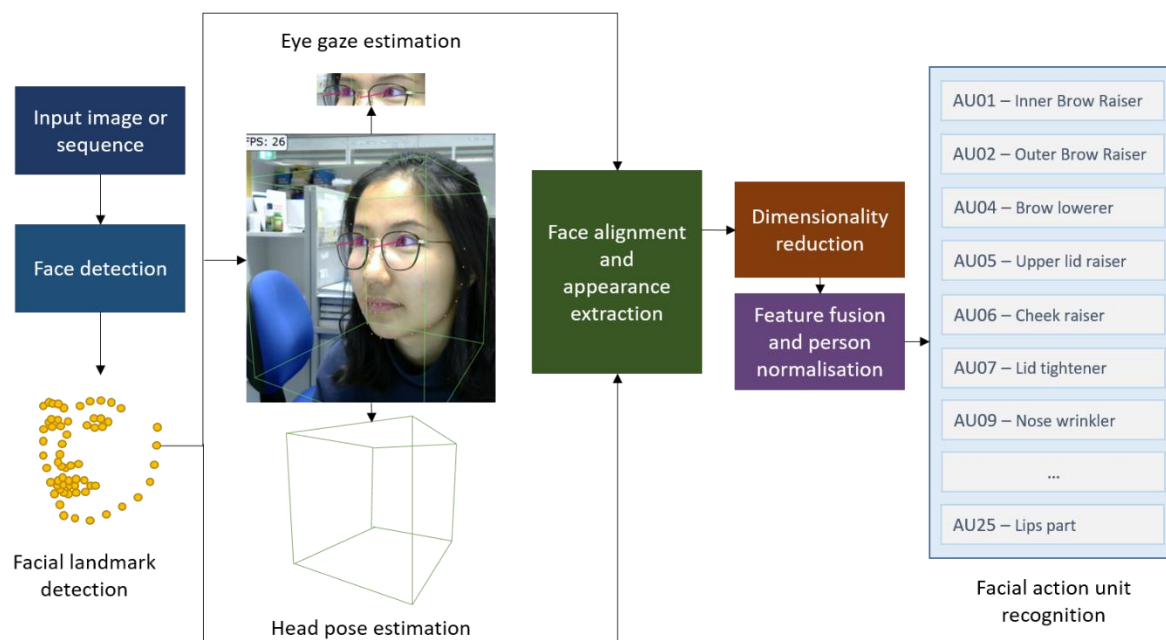 Eye gaze estimation
Input image or
sequence
FPS: 26
Face detection
Facial landmark
detection
Head pose estimation
Face alignment
and
appearance
extraction
Dimensionality
reduction
Feature fusion
and person
normalisation
AU01 – Inner Brow Raiser
AU02 – Outer Brow Raiser
AU04 – Brow lowerer
AU05 – Upper lid raiser
AU06 – Cheek raiser
AU07 – Lid tightener
AU09 – Nose wrinkler
...
AU25 – Lips part
Facial action unit
recognition